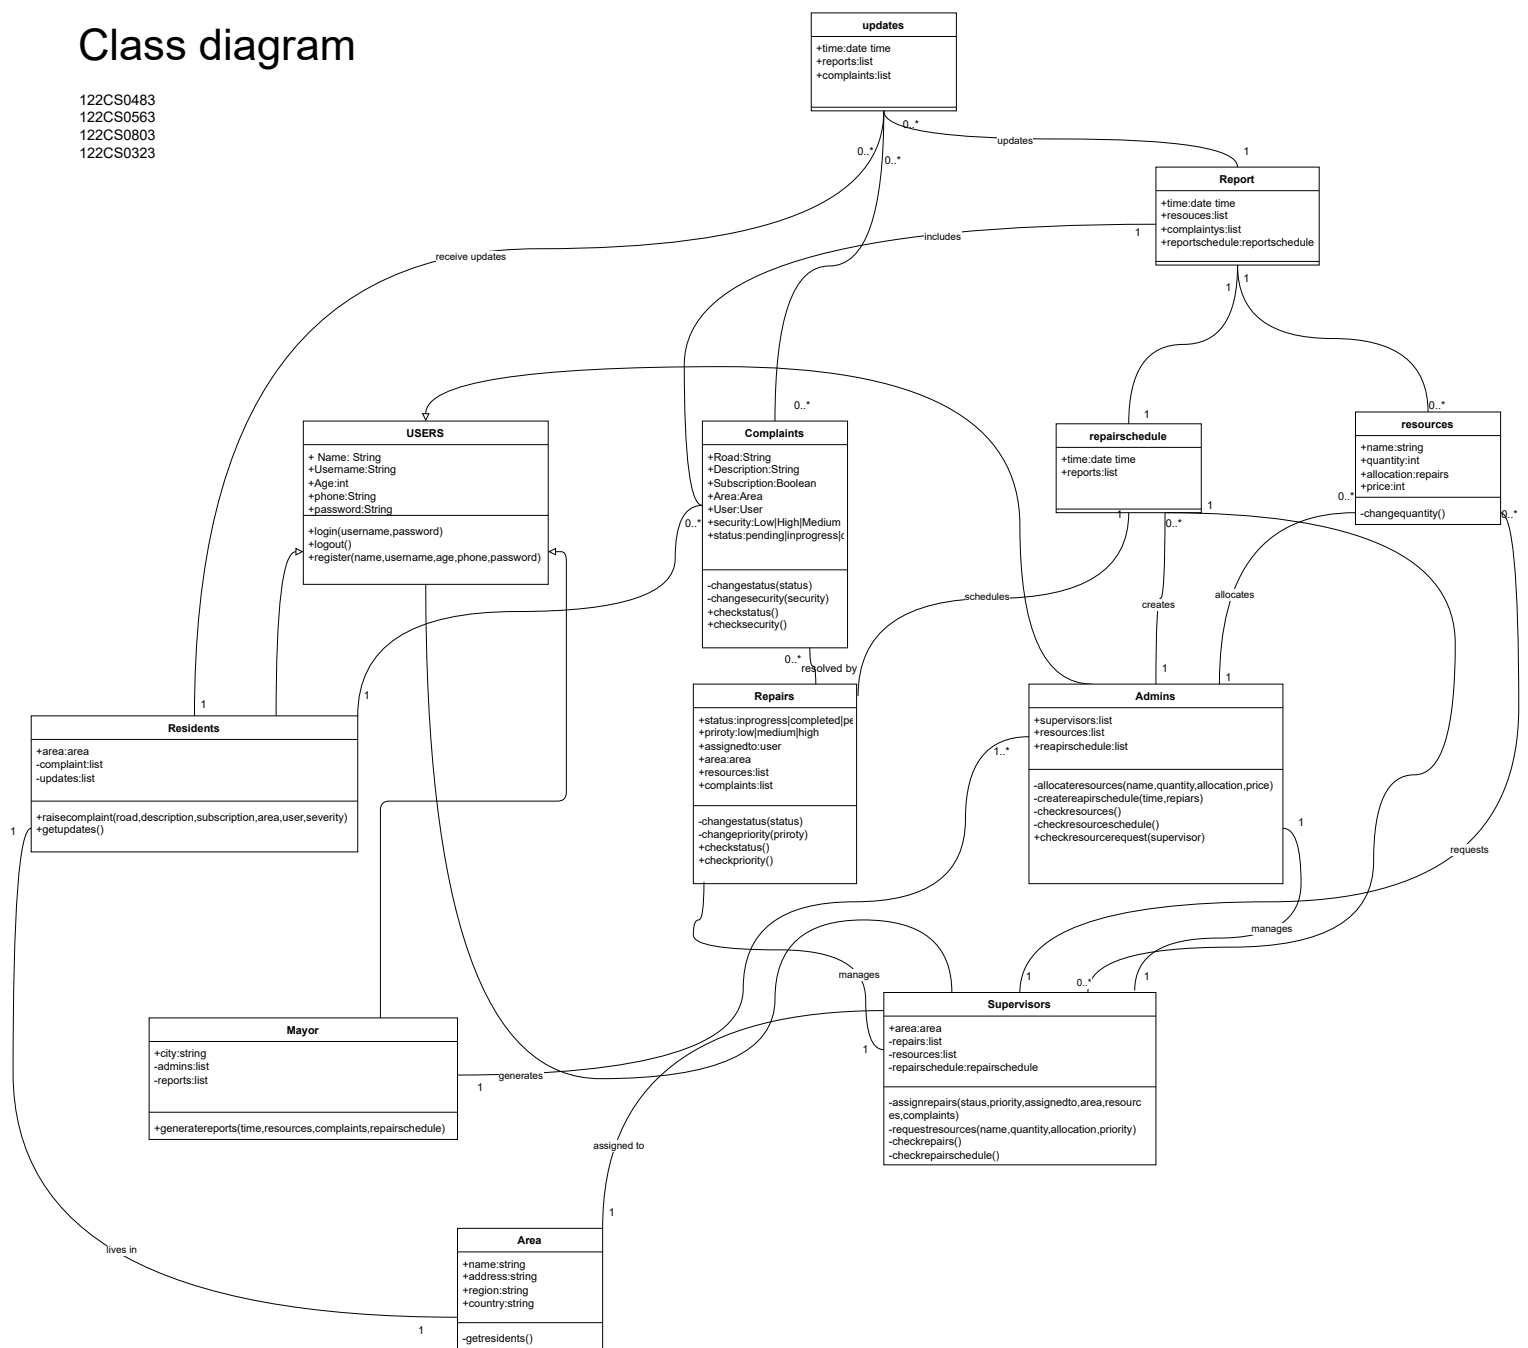 Class diagram
122CS0483
122CS0563
122CS0803
122CS0323
updates
+time:date time
+reports:list
+complaints:list
0..*
0..*
0..*
updates
1
Report
+time:date time
+resouces:list
+complaintys:list
+reportschedule:reportschedule
1
includes
receive updates
1
1
0..*
1
0..*
USERS
+ Name: String
+Username:String
+Age:int
+phone:String
+password:String
+login(username,password)
+logout()
+register(name,username,age,phone,password)
Complaints
+Road:String
+Description:String
+Subscription:Boolean
+Area:Area
+User:User
+security:Low|High|Medium
+status:pending|inprogress|c
-changestatus(status)
-changesecurity(security)
+checkstatus()
+checksecurity()
0..*
repairschedule
+time:date time
+reports:list
1
0..*
1
resources
+name:string
+quantity:int
+allocation:repairs
+price:int
-changequantity()
0..*
0..*
schedules
creates
allocates
0..*
resolved by
1
1
1
1
Residents
+area:area
-complaint:list
-updates:list
+raisecomplaint(road,description,subscription,area,user,severity)
+getupdates()
1
Repairs
+status:inprogress|completed|pe
+priroty:low|medium|high
+assignedto:user
+area:area
+resources:list
+complaints:list
-changestatus(status)
-changepriority(priroty)
+checkstatus()
+checkpriority()
Admins
+supervisors:list
+resources:list
+reapirschedule:list
-allocateresources(name,quantity,allocation,price)
-createreapirschedule(time,repiars)
-checkresources()
-checkresourceschedule()
+checkresourcerequest(supervisor)
1..*
1
requests
manages
manages
1
0..*
1
1
Mayor
+city:string
-admins:list
-reports:list
+generatereports(time,resources,complaints,repairschedule)
1
generates
Supervisors
+area:area
-repairs:list
-resources:list
-repairschedule:repairschedule
-assignrepairs(staus,priority,assignedto,area,resourc
es,complaints)
-requestresources(name,quantity,allocation,priority)
-checkrepairs()
-checkrepairschedule()
assigned to
1
lives in
1
Area
+name:string
+address:string
+region:string
+country:string
-getresidents()